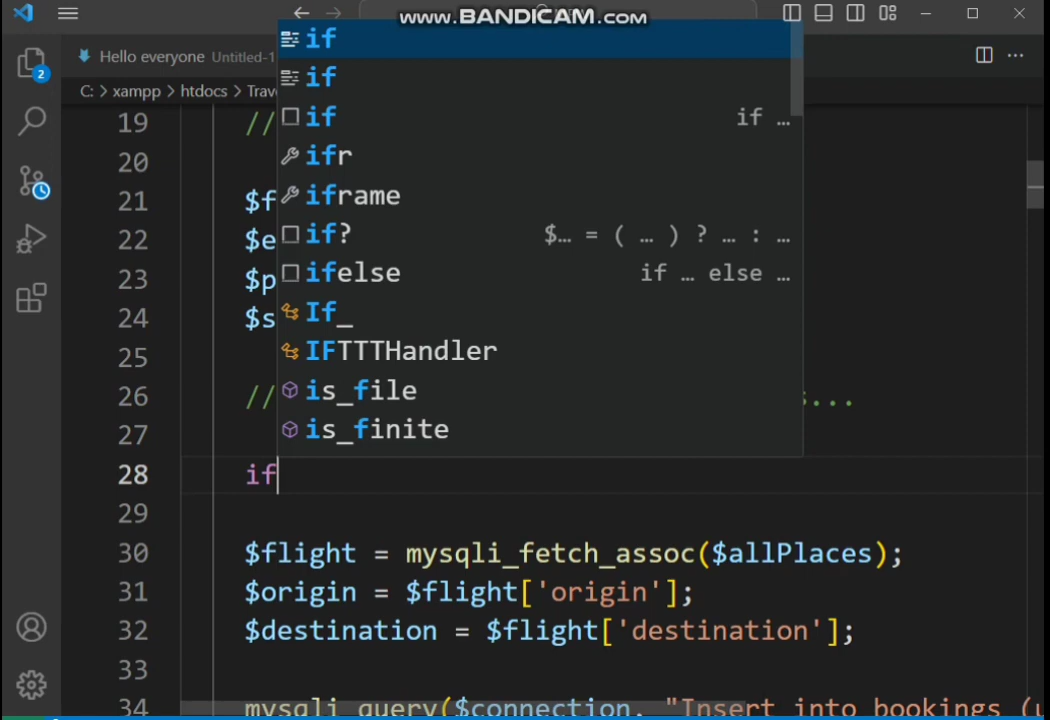 www.BANDICAM.com
Hello everyone Untitled-1
C: > xampp > htdocs > Trav
2
if
if
if if ...
ifr
iframe
if? $... = ( ... ) ? ... : ...
ifelse if ... else ...
If_
IFTTTHandler
is_file
is_finite
19 //
20
21 $f
22 $e
23 $p
24 $s
25
26 // s...
27
28 if
29
30 $flight = mysqli_fetch_assoc($allPlaces);
31 $origin = $flight['origin'];
32 $destination = $flight['destination'];
33
34 mysqli_query($connection, "Insert into bookings (u